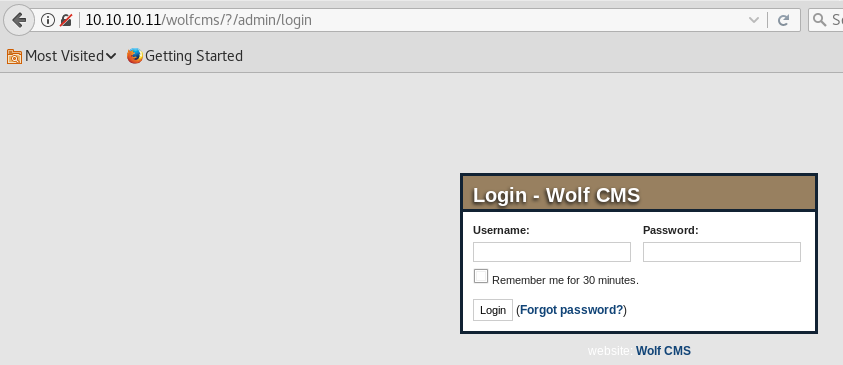 10.10.10.11/wolfcms/?/admin/login
Most Visited Getting Started
Login - Wolf CMS
Username: Password:
Remember me for 30 minutes.
Login (Forgot password?)
website: Wolf CMS